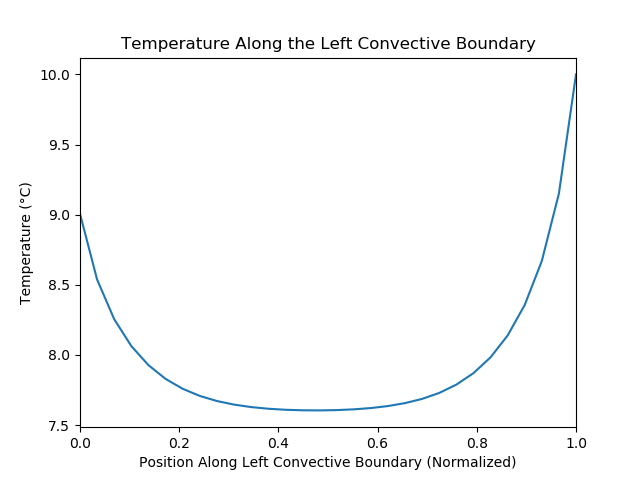 Temperature Along the Left Convective Boundary
10.0
9.5
9.0
8.5
8.0
7.5
Temperature (°C)
0.0 0.2 0.4 0.6 0.8 1.0
Position Along Left Convective Boundary (Normalized)